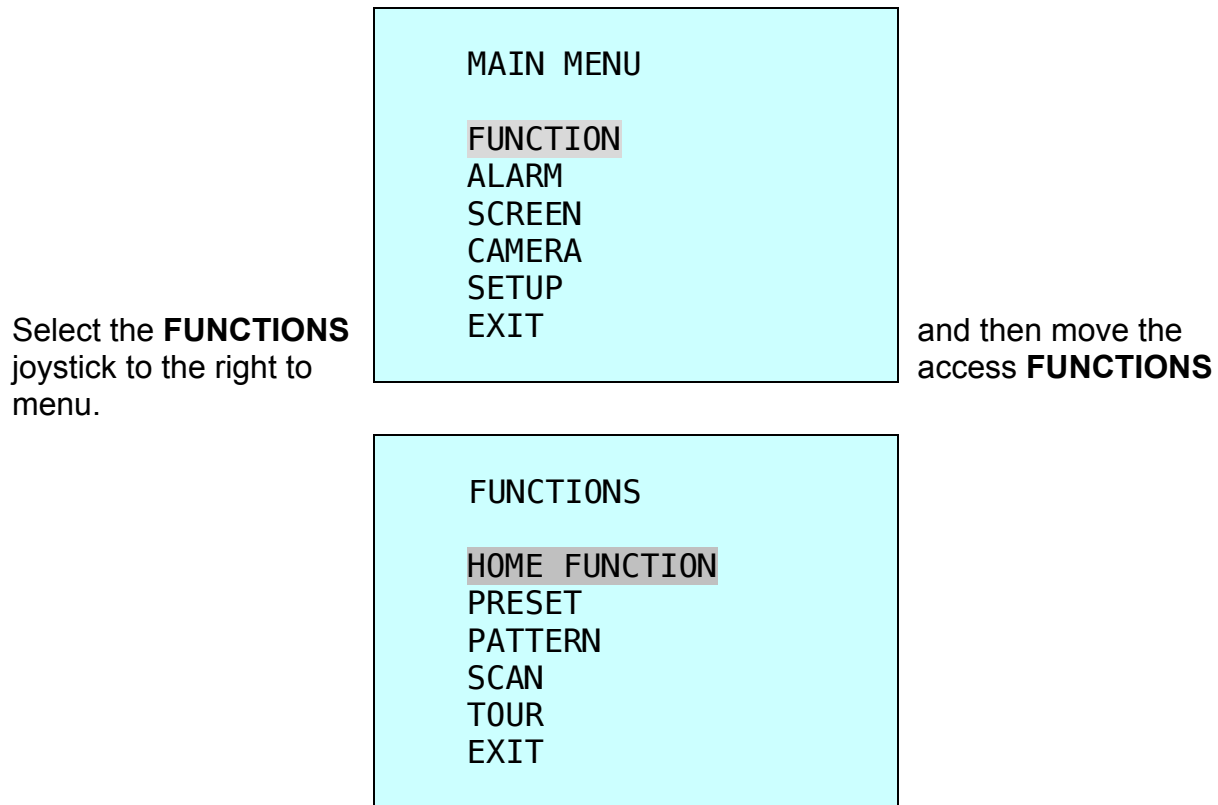 MAIN MENU
FUNCTION
ALARM
SCREEN
CAMERA
SETUP
EXIT
Select the FUNCTIONS and then move the
joystick to the right to access FUNCTIONS
menu.
FUNCTIONS
HOME FUNCTION
PRESET
PATTERN
SCAN
TOUR
EXIT